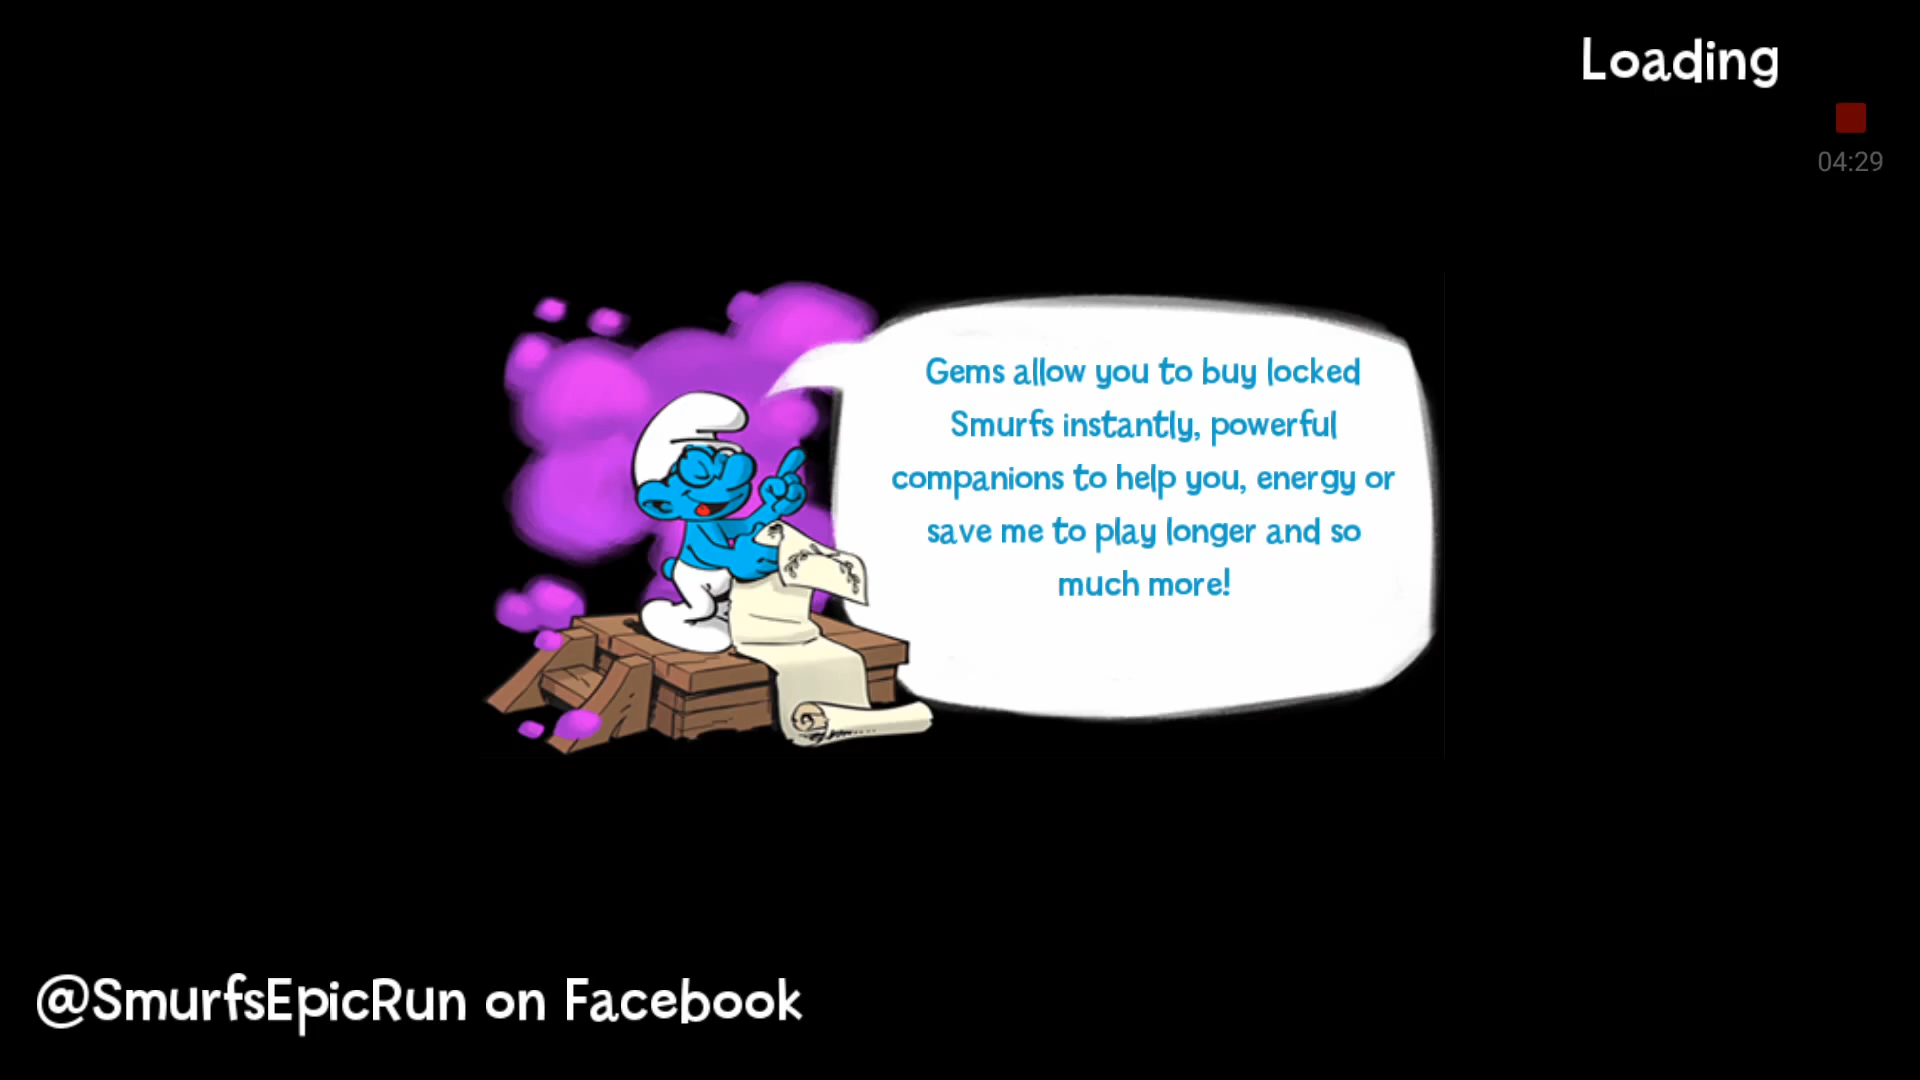 Loading
04:29
Gems allow you to buy locked
Smurfs instantly, powerful
companions to help you, energy or
save me to play longer and so
much more!
@SmurfsEpicRun on Facebook